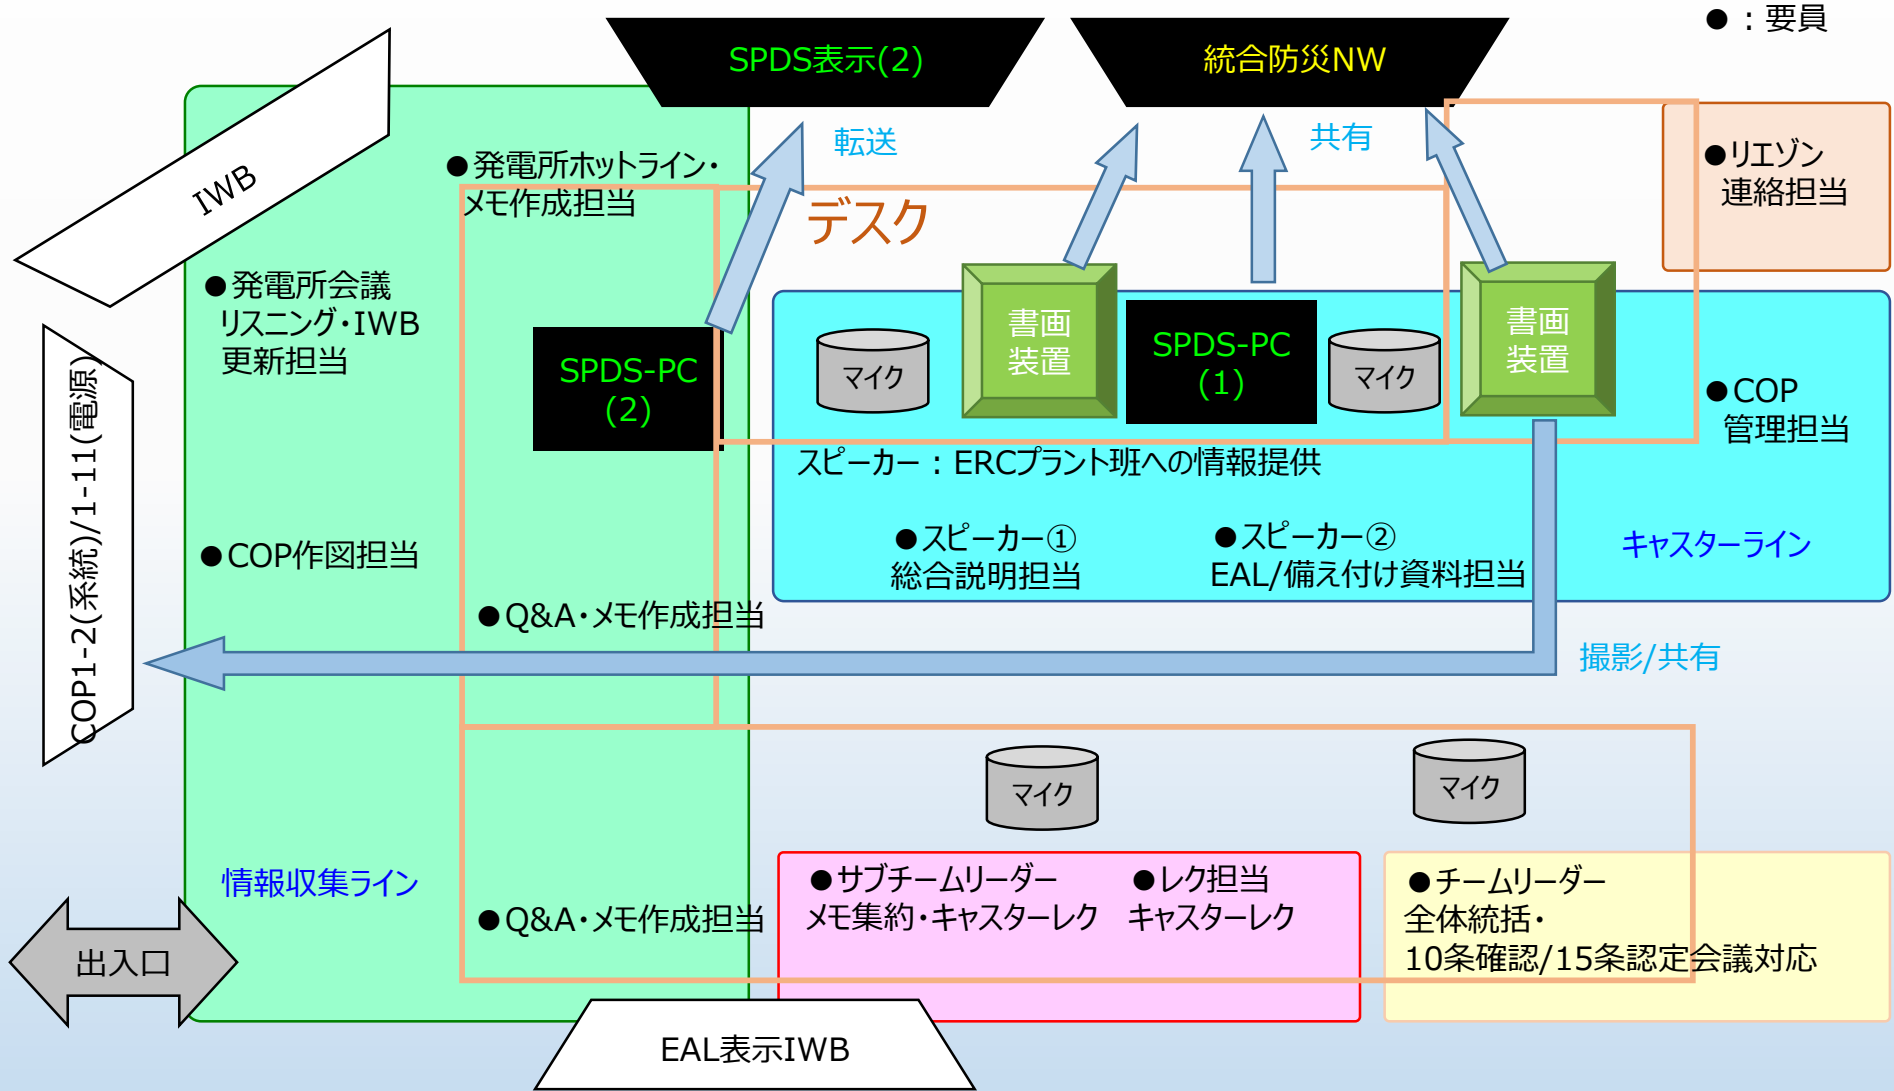 ●：要員
SPDS表示(2)
統合防災NW
転送
共有
IWB
●発電所ホットライン・
メモ作成担当
●リエゾン
連絡担当
デスク
●発電所会議
リスニング・IWB
更新担当
書画
装置
書画
装置
SPDS-PC
(2)
マイク
SPDS-PC
(1)
マイク
●COP
管理担当
COP1-2(系統)/1-11(電源)
スピーカー：ERCプラント班への情報提供
●COP作図担当
●スピーカー①
総合説明担当
●スピーカー②
EAL/備え付け資料担当
キャスターライン
●Q&A・メモ作成担当
撮影/共有
マイク
マイク
情報収集ライン
●サブチームリーダー
メモ集約・キャスターレク
●レク担当
キャスターレク
●チームリーダー
全体統括・
10条確認/15条認定会議対応
●Q&A・メモ作成担当
出入口
EAL表示IWB